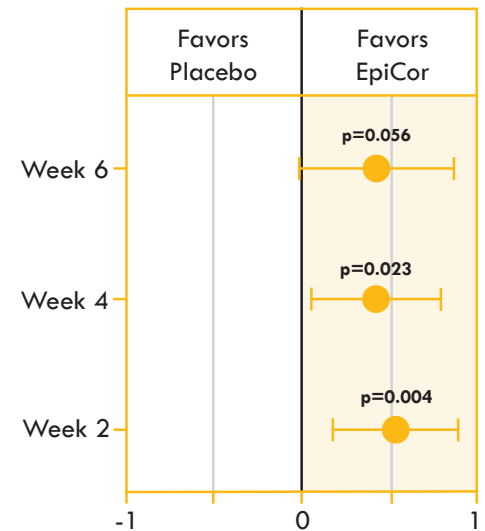 Favors
Placebo
Favors
EpiCor
p=0.056
Week 6
p=0.023
Week 4
p=0.004
Week 2
-1
0
1